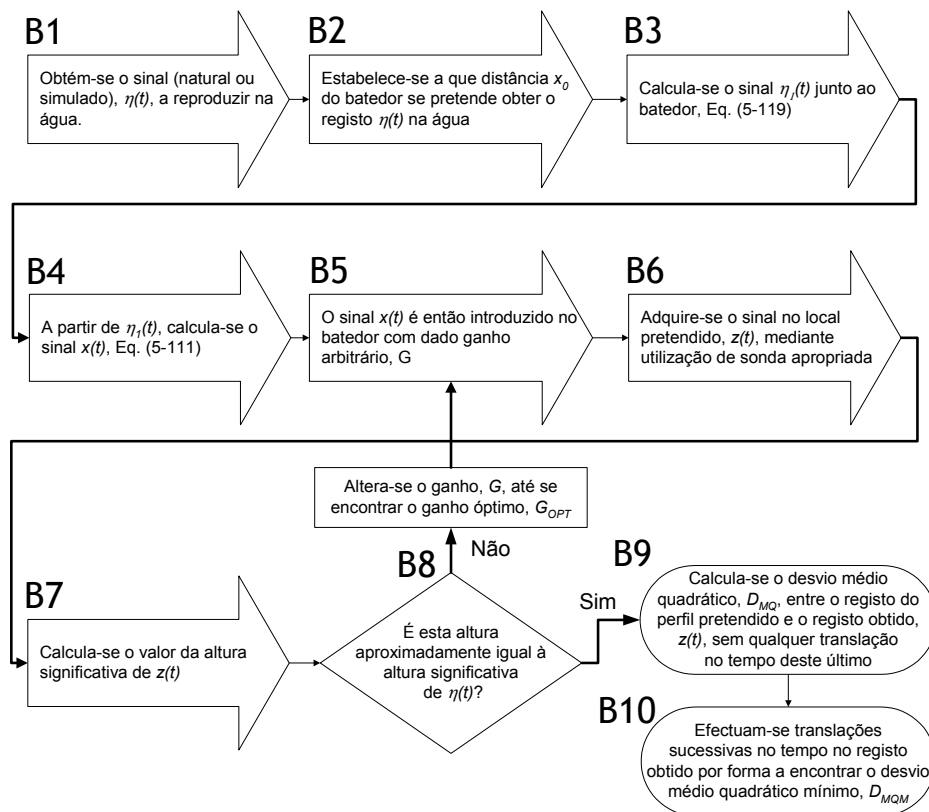 B1
Obtém-se o sinal (natural ou
simulado), η(t), a reproduzir na
água.
B2
Estabelece-se a que distância x0
do batedor se pretende obter o
registo η(t) na água
B3
Calcula-se o sinal η1(t) junto ao
batedor, Eq. (5-119)
B4
A partir de η1(t), calcula-se o
sinal x(t), Eq. (5-111)
B5
O sinal x(t) é então introduzido no
batedor com dado ganho
arbitrário, G
B6
Adquire-se o sinal no local
pretendido, z(t), mediante
utilização de sonda apropriada
Altera-se o ganho, G, até se
encontrar o ganho óptimo, GOPT
Não
B7
Calcula-se o valor da altura
significativa de z(t)
B8
É esta altura
aproximadamente igual à
altura significativa
de η(t)?
Sim
B9
Calcula-se o desvio médio
quadrático, DMQ, entre o registo do
perfil pretendido e o registo obtido,
z(t), sem qualquer translação
no tempo deste último
B10
Efectuam-se translações
sucessivas no tempo no registo
obtido por forma a encontrar o desvio
médio quadrático mínimo, DMQM